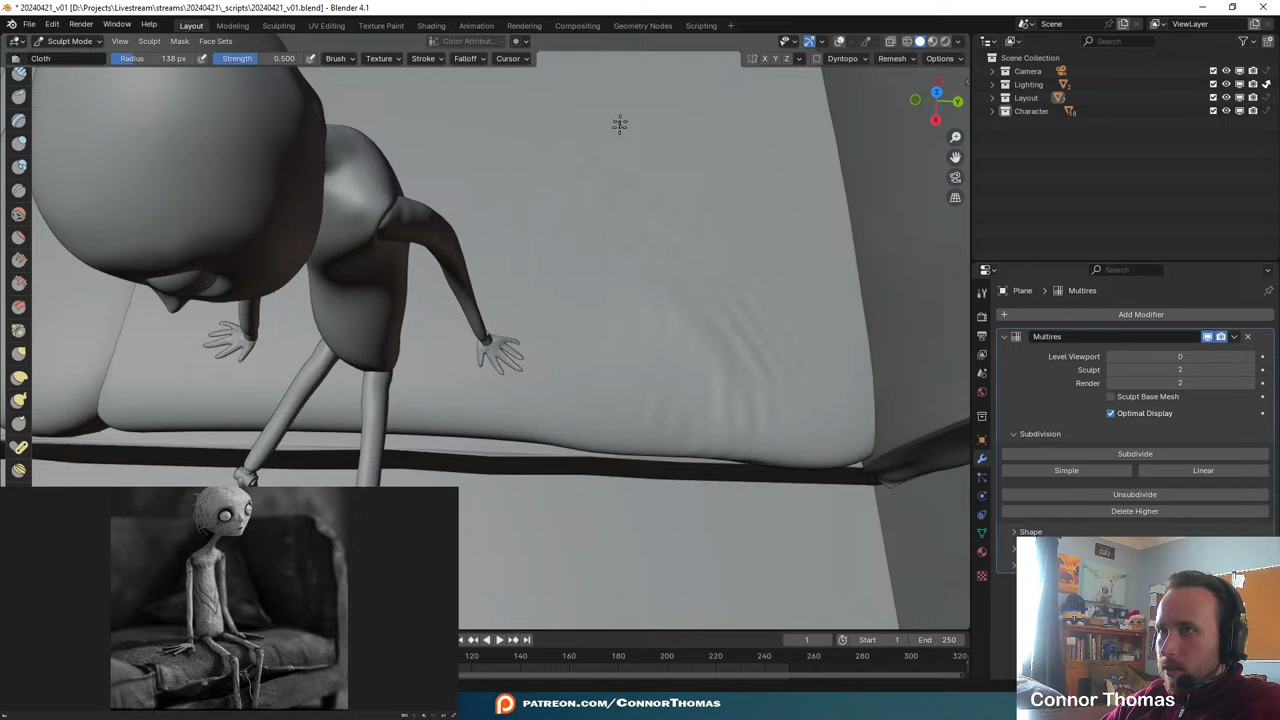 * 20240421_v01 [D:\Projects\Livestream\streams\20240421\_scripts\20240421_v01.blend] - Blender 4.1
File Edit Render Window Help Layout Modeling Sculpting UV Editing Texture Paint Shading Animation Rendering Compositing Geometry Nodes Scripting + Scene ViewLayer
Sculpt Mode View Sculpt Mask Face Sets Color Attribut... Search
Cloth Radius 138 px Strength 0.500 Brush Texture Stroke Falloff Cursor X Y Z Dyntopo Remesh Options
Scene Collection
Camera
Lighting 2
Layout
Character 18
Z
Y
X
Search
Plane Multires
Add Modifier
Multires
Level Viewport 0
Sculpt 2
Render 2
Sculpt Base Mesh
Optimal Display
Subdivision
Subdivide
Simple Linear
Unsubdivide
Delete Higher
Shape
1 Start 1 End 250
120 140 160 180 200 220 240 260 280 300 320
PATREON.COM/CONNORTHOMAS
Connor Thomas